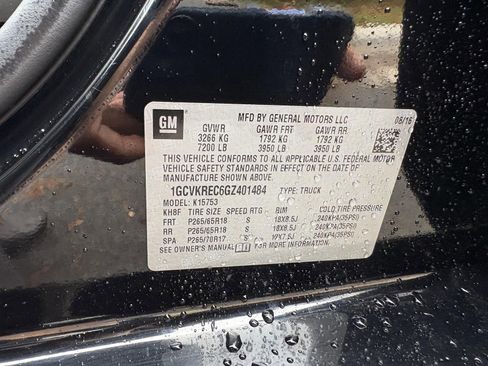 GM
MFD BY GENERAL MOTORS LLC
08/16
GVWR GAWR FRT GAWR RR
3266 KG 1792 KG 1792 KG
7200 LB 3950 LB 3950 LB
THIS VEHICLE CONFORMS TO ALL APPLICABLE U.S. FEDERAL MOTOR
VEHICLE SAFETY STANDARDS IN EFFECT ON THE DATE OF
MANUFACTURE SHOWN ABOVE.
1GCVKREC6GZ401484 TYPE: TRUCK
MODEL: K15753
KH8F TIRE SIZE SPEED RTG RIM COLD TIRE PRESSURE
FRT P265/65R18 S 18X8.5J 240KPA(35PSI)
RR P265/65R18 S 18X8.5J 240KPA(35PSI)
SPA P265/70R17 S 17X7.5J 240KPA(35PSI)
SEE OWNER'S MANUAL FOR MORE INFORMATION.